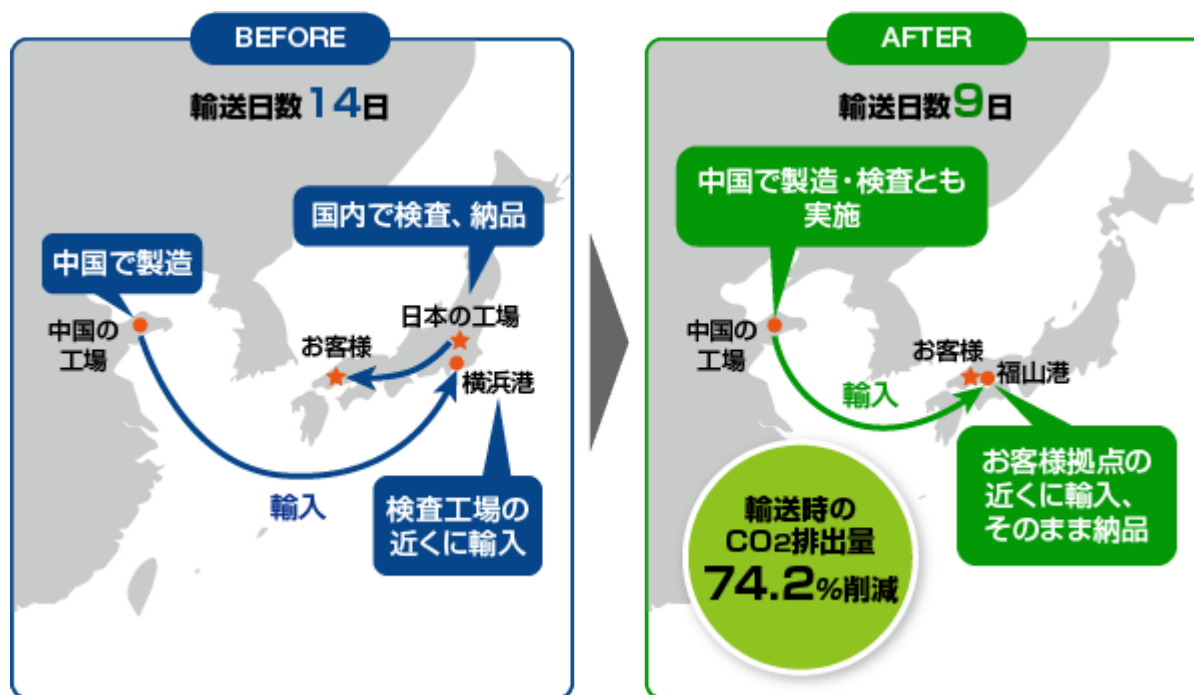 BEFORE
輸送日数14日
国内で検査、納品
中国で製造
中国の
工場
日本の工場
お客様
横浜港
輸入
検査工場の
近くに輸入
AFTER
輸送日数9日
中国で製造・検査とも
実施
中国の
工場
お客様
福山港
輸入
お客様拠点の
近くに輸入、
そのまま納品
輸送時の
CO2排出量
74.2%削減